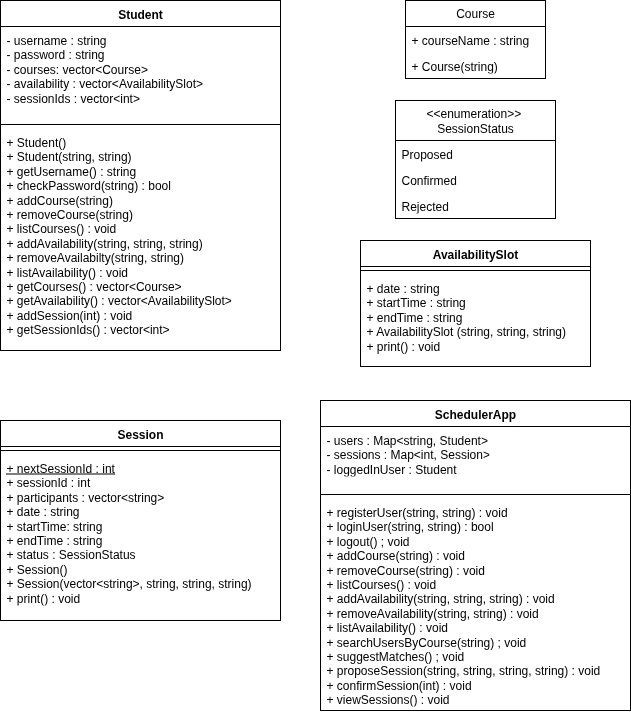 Student
- username : string
- password : string
- courses: vector<Course>
- availability : vector<AvailabilitySlot>
- sessionIds : vector<int>
+ Student()
+ Student(string, string)
+ getUsername() : string
+ checkPassword(string) : bool
+ addCourse(string)
+ removeCourse(string)
+ listCourses() : void
+ addAvailability(string, string, string)
+ removeAvailabilty(string, string)
+ listAvailability() : void
+ getCourses() : vector<Course>
+ getAvailability() : vector<AvailabilitySlot>
+ addSession(int) : void
+ getSessionIds() : vector<int>
Course
+ courseName : string
+ Course(string)
<<enumeration>>
SessionStatus
Proposed
Confirmed
Rejected
AvailabilitySlot
+ date : string
+ startTime : string
+ endTime : string
+ AvailabilitySlot (string, string, string)
+ print() : void
Session
+ nextSessionId : int
+ sessionId : int
+ participants : vector<string>
+ date : string
+ startTime: string
+ endTime : string
+ status : SessionStatus
+ Session()
+ Session(vector<string>, string, string, string)
+ print() : void
SchedulerApp
- users : Map<string, Student>
- sessions : Map<int, Session>
- loggedInUser : Student
+ registerUser(string, string) : void
+ loginUser(string, string) : bool
+ logout() ; void
+ addCourse(string) : void
+ removeCourse(string) : void
+ listCourses() : void
+ addAvailability(string, string, string) : void
+ removeAvailability(string, string) : void
+ listAvailability() : void
+ searchUsersByCourse(string) ; void
+ suggestMatches() ; void
+ proposeSession(string, string, string, string) : void
+ confirmSession(int) : void
+ viewSessions() : void